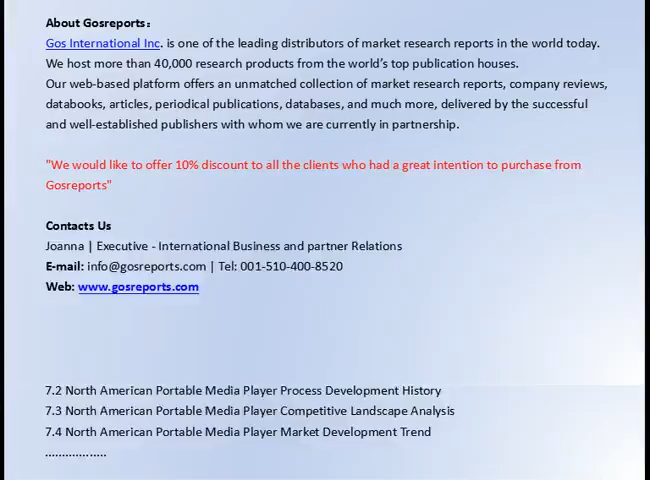 About Gosreports：
Gos International Inc. is one of the leading distributors of market research reports in the world today.
We host more than 40,000 research products from the world’s top publication houses.
Our web-based platform offers an unmatched collection of market research reports, company reviews,
databooks, articles, periodical publications, databases, and much more, delivered by the successful
and well-established publishers with whom we are currently in partnership.
"We would like to offer 10% discount to all the clients who had a great intention to purchase from
Gosreports"
Contacts Us
Joanna | Executive - International Business and partner Relations
E-mail: info@gosreports.com | Tel: 001-510-400-8520
Web: www.gosreports.com
7.2 North American Portable Media Player Process Development History
7.3 North American Portable Media Player Competitive Landscape Analysis
7.4 North American Portable Media Player Market Development Trend
..................